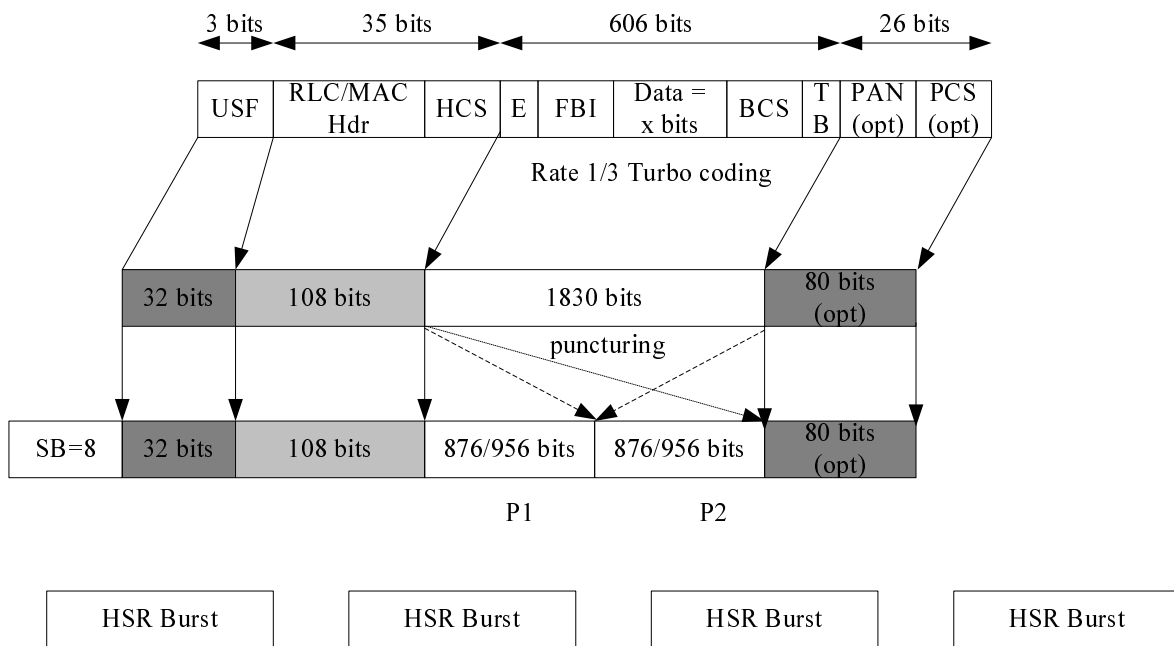 3 bits 35 bits 606 bits 26 bits
USF RLC/MAC Hdr HCS E FBI Data = x bits BCS T B PAN (opt) PCS (opt)
Rate 1/3 Turbo coding
32 bits 108 bits 1830 bits 80 bits (opt)
puncturing
SB=8 32 bits 108 bits 876/956 bits 876/956 bits 80 bits (opt)
P1 P2
HSR Burst HSR Burst HSR Burst HSR Burst